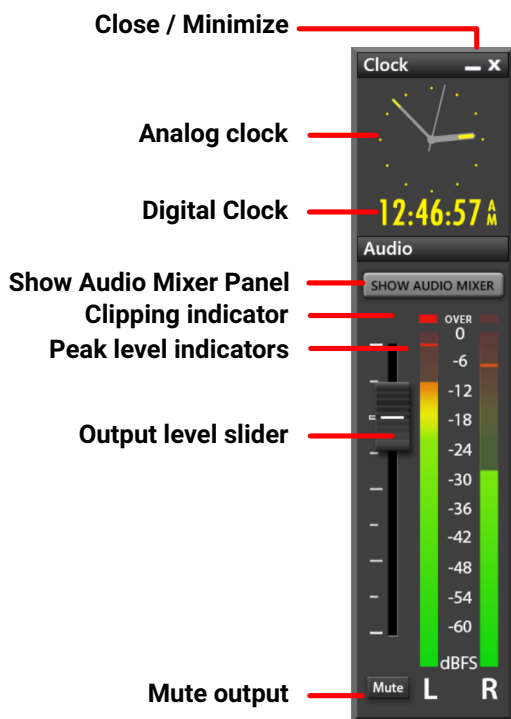 Close / Minimize
Clock
Analog clock
Digital Clock
12:46:57 AM
Audio
Show Audio Mixer Panel
SHOW AUDIO MIXER
Clipping indicator
OVER
Peak level indicators
0
-6
-12
-18
Output level slider
-24
-30
-36
-42
-48
-54
-60
dBFS
Mute output
Mute
L
R